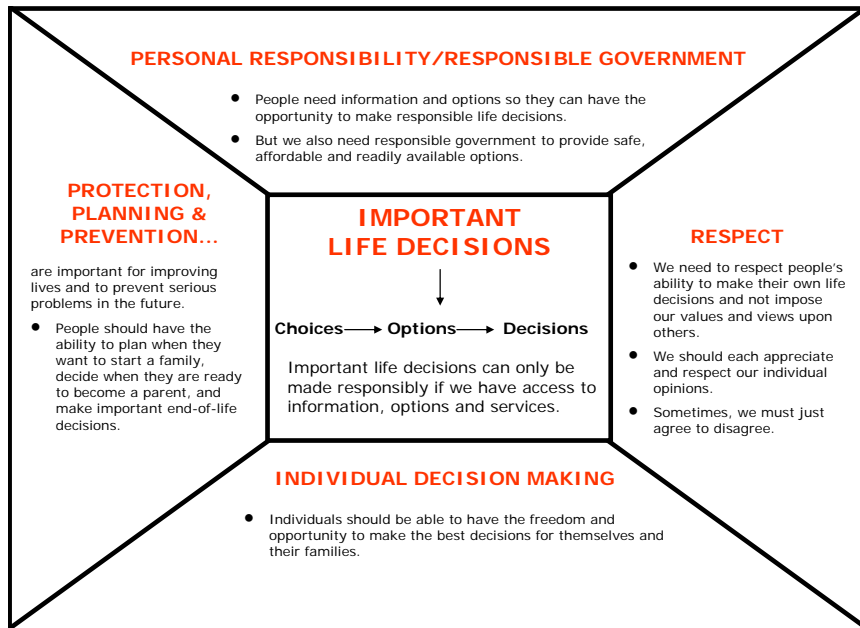 PERSONAL RESPONSIBILITY/RESPONSIBLE GOVERNMENT
• People need information and options so they can have the
opportunity to make responsible life decisions.
• But we also need responsible government to provide safe,
affordable and readily available options.
PROTECTION,
PLANNING &
PREVENTION...
are important for improving
lives and to prevent serious
problems in the future.
• People should have the
ability to plan when they
want to start a family,
decide when they are ready
to become a parent, and
make important end-of-life
decisions.
IMPORTANT
LIFE DECISIONS
Choices Options Decisions
Important life decisions can only be
made responsibly if we have access to
information, options and services.
RESPECT
• We need to respect people's
ability to make their own life
decisions and not impose
our values and views upon
others.
• We should each appreciate
and respect our individual
opinions.
• Sometimes, we must just
agree to disagree.
INDIVIDUAL DECISION MAKING
• Individuals should be able to have the freedom and
opportunity to make the best decisions for themselves and
their families.